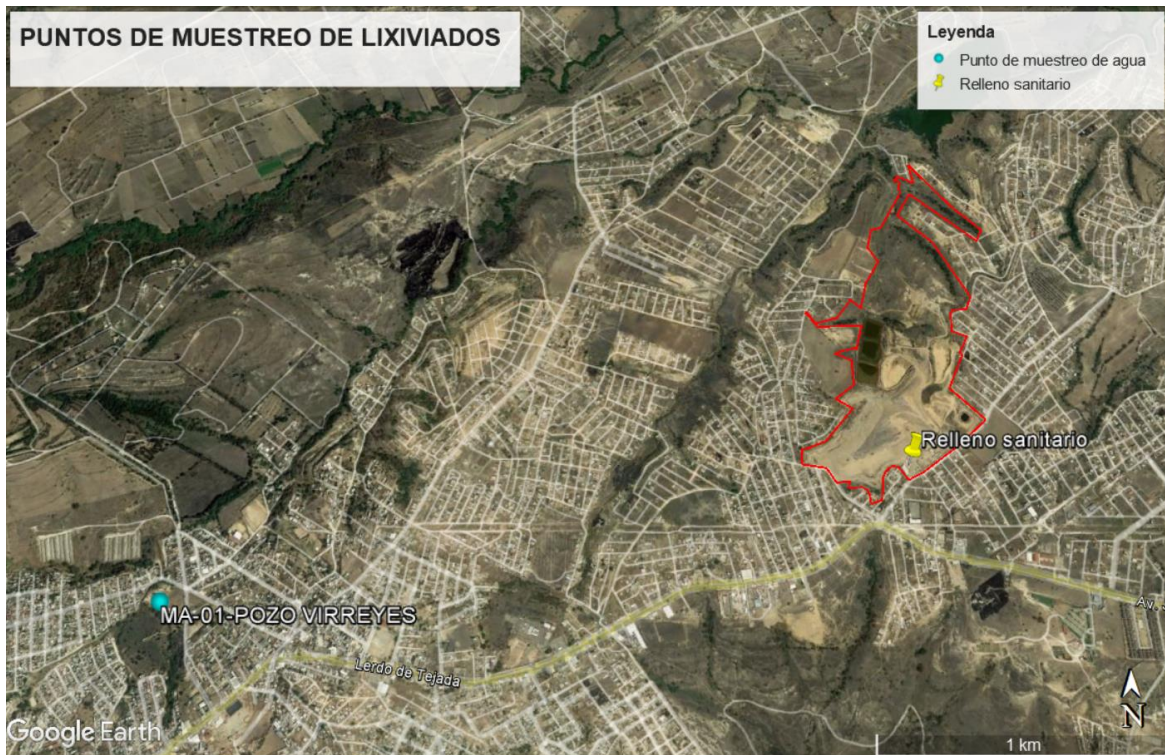 PUNTOS DE MUESTREO DE LIXIVIADOS
Leyenda
Punto de muestreo de agua
Relleno sanitario
Relleno sanitario
MA-01-POZO VIRREYES
Av.
Lerdo de Tejada
Google Earth
N
1 km